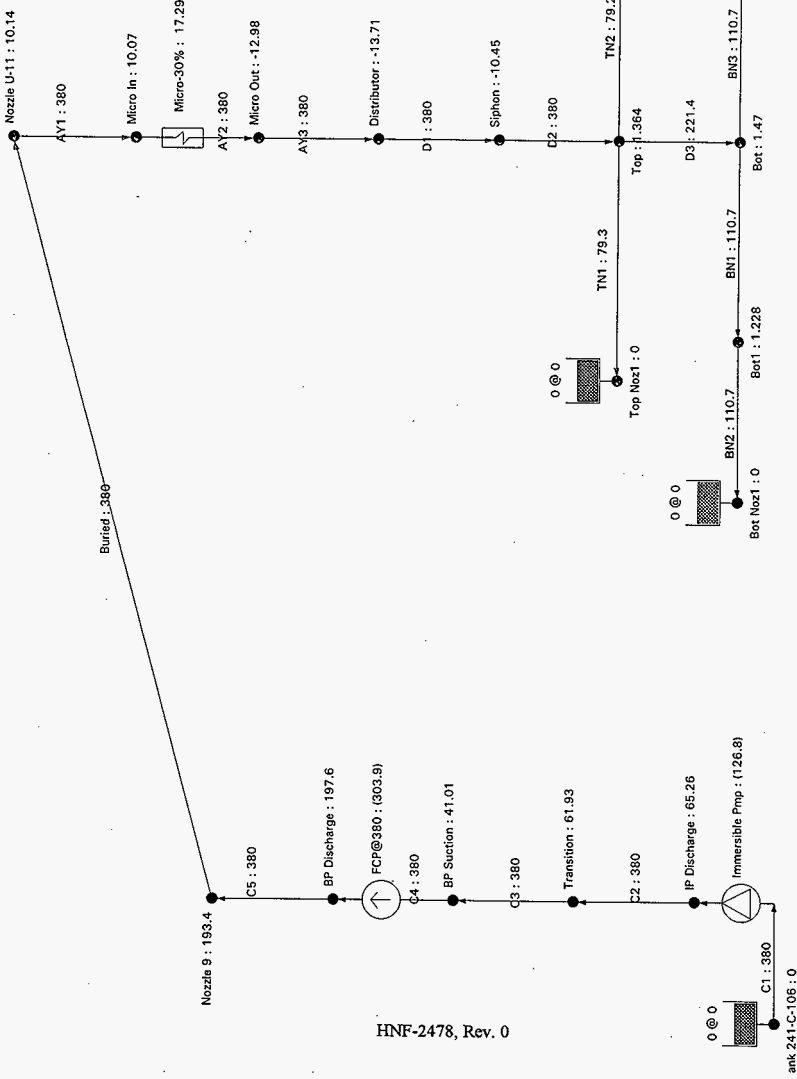 Nozzle U-11 : 10.14
AY1 : 380
Micro In : 10.07
Micro-30% : 17.29
AY2 : 380
Micro Out : -12.98
AY3 : 380
Distributor : -13.71
D1 : 380
Siphon : -10.45
D2 : 380
TN2 : 79.2
Top : 1.364
TN1 : 79.3
0 @ 0
Top Noz1 : 0
D3 : 221.4
BN3 : 110.7
Bot : 1.47
BN1 : 110.7
Bot1 : 1.228
BN2 : 110.7
0 @ 0
Bot Noz1 : 0
Buried : 380
Nozzle 9 : 193.4
C5 : 380
BP Discharge : 197.6
FCP@380 : (303.9)
C4 : 380
BP Suction : 41.01
C3 : 380
Transition : 61.93
C2 : 380
IP Discharge : 65.26
Immersible Pmp : (126.8)
C1 : 380
0 @ 0
ank 241-C-106 : 0
HNF-2478, Rev. 0